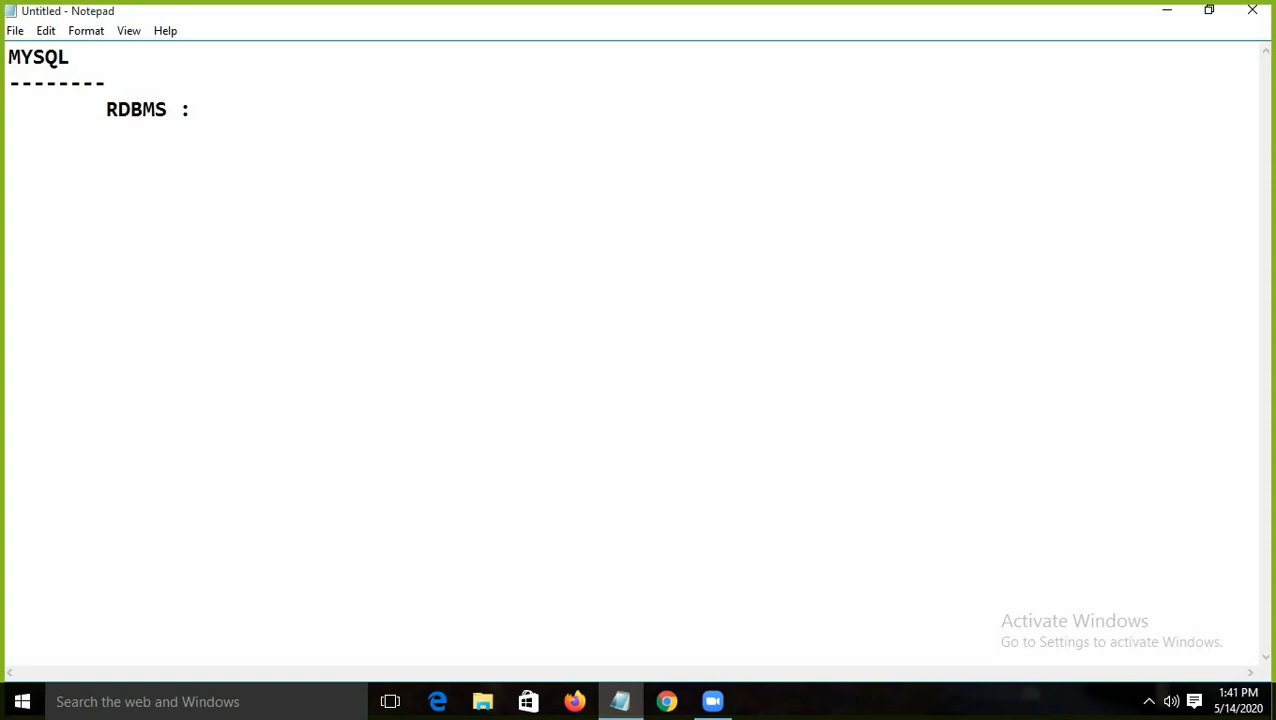 Untitled - Notepad
File Edit Format View Help
MYSQL
--------
RDBMS :
Activate Windows
Go to Settings to activate Windows.
Search the web and Windows
1:41 PM
5/14/2020